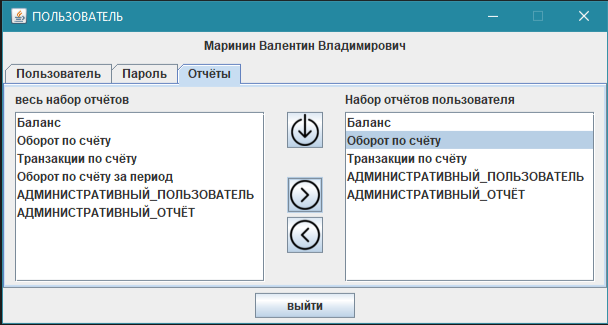 ПОЛЬЗОВАТЕЛЬ
Маринин Валентин Владимирович
Пользователь Пароль Отчёты
весь набор отчётов
Баланс
Оборот по счёту
Транзакции по счёту
Оборот по счёту за период
АДМИНИСТРАТИВНЫЙ_ПОЛЬЗОВАТЕЛЬ
АДМИНИСТРАТИВНЫЙ_ОТЧЁТ
Набор отчётов пользователя
Баланс
Оборот по счёту
Транзакции по счёту
АДМИНИСТРАТИВНЫЙ_ПОЛЬЗОВАТЕЛЬ
АДМИНИСТРАТИВНЫЙ_ОТЧЁТ
выйти